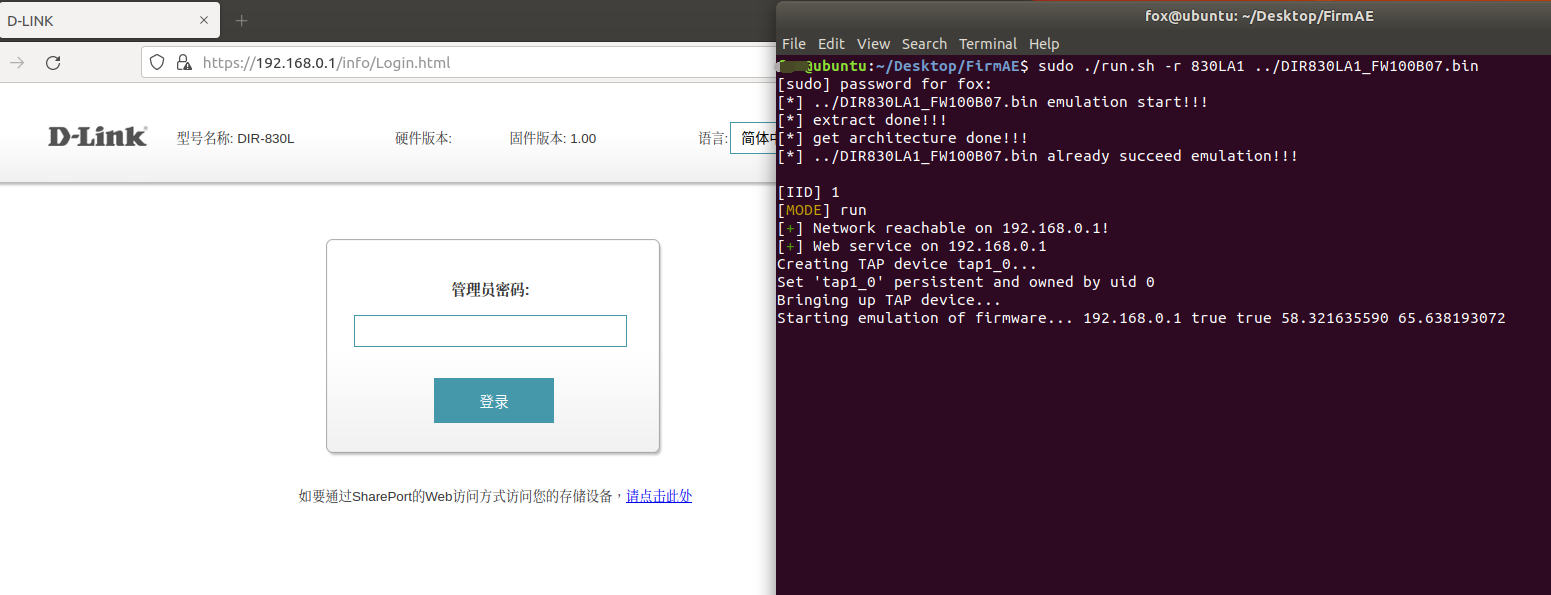 D-LINK
https://192.168.0.1/info/Login.html
D-Link
型号名称: DIR-830L
硬件版本:
固件版本: 1.00
语言:
简体中
管理员密码:
登录
如要通过SharePort的Web访问方式访问您的存储设备，请点击此处
fox@ubuntu: ~/Desktop/FirmAE
File Edit View Search Terminal Help
@ubuntu:~/Desktop/FirmAE$ sudo ./run.sh -r 830LA1 ../DIR830LA1_FW100B07.bin
[sudo] password for fox:
[*] ../DIR830LA1_FW100B07.bin emulation start!!!
[*] extract done!!!
[*] get architecture done!!!
[*] ../DIR830LA1_FW100B07.bin already succeed emulation!!!
[IID] 1
[MODE] run
[+] Network reachable on 192.168.0.1!
[+] Web service on 192.168.0.1
Creating TAP device tap1_0...
Set 'tap1_0' persistent and owned by uid 0
Bringing up TAP device...
Starting emulation of firmware... 192.168.0.1 true true 58.321635590 65.638193072